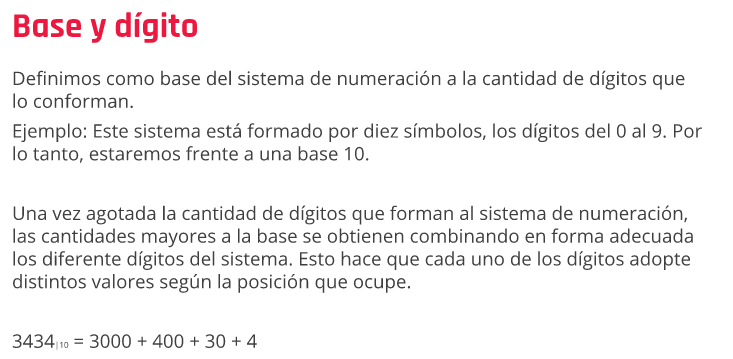 Base y dígito
Definimos como base del sistema de numeración a la cantidad de dígitos que
lo conforman.
Ejemplo: Este sistema está formado por diez símbolos, los dígitos del 0 al 9. Por
lo tanto, estaremos frente a una base 10.
Una vez agotada la cantidad de dígitos que forman al sistema de numeración,
las cantidades mayores a la base se obtienen combinando en forma adecuada
los diferente dígitos del sistema. Esto hace que cada uno de los dígitos adopte
distintos valores según la posición que ocupe.
3434|10 = 3000 + 400 + 30 + 4